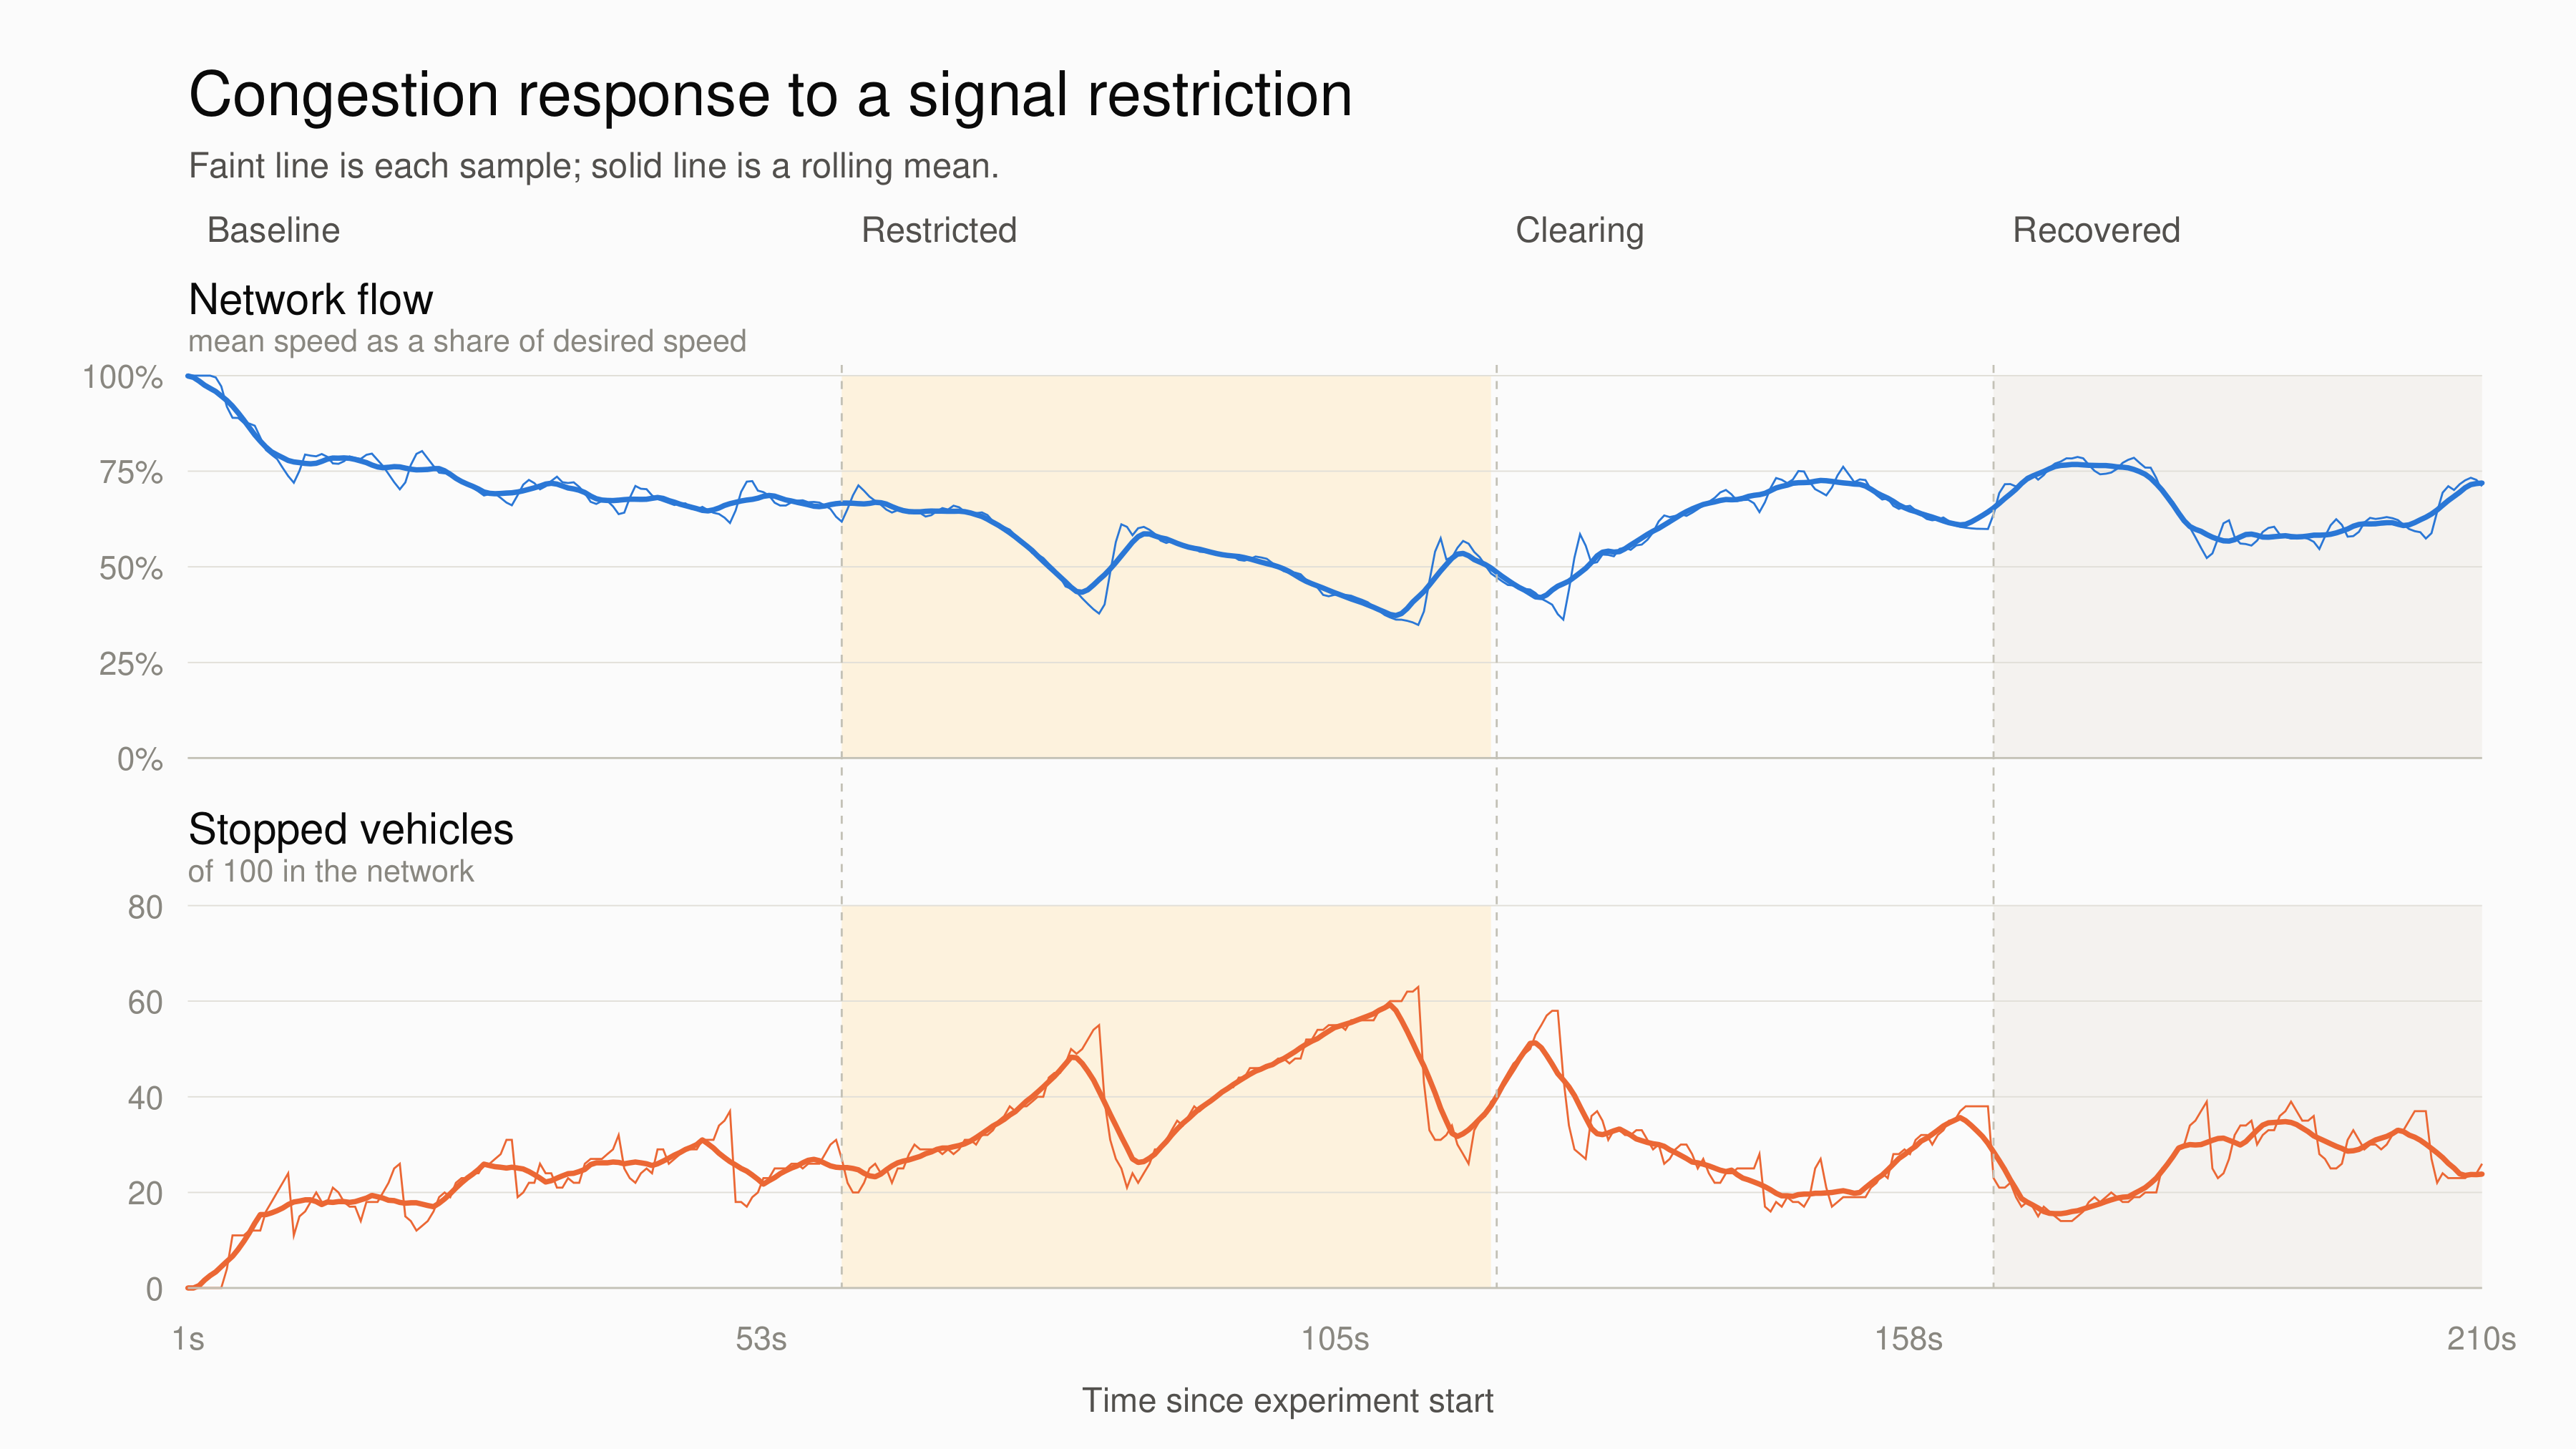 Congestion response to a signal restriction
Faint line is each sample; solid line is a rolling mean.
Baseline Restricted Clearing Recovered
Network flow
mean speed as a share of desired speed
100%
75%
50%
25%
0%
Stopped vehicles
of 100 in the network
80
60
40
20
0
1s 53s 105s 158s 210s
Time since experiment start